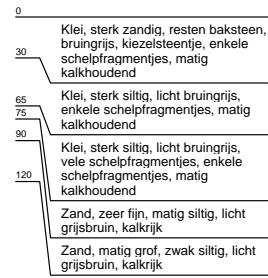 0
Klei, sterk zandig, resten baksteen,
bruingrijs, kiezelsteentje, enkele
schelpfragmentjes, matig
kalkhoudend
30
Klei, sterk siltig, licht bruingrijs,
enkele schelpfragmentjes, matig
kalkhoudend
65
75
Klei, sterk siltig, licht bruingrijs,
vele schelpfragmentjes, enkele
schelpfragmentjes, matig
kalkhoudend
90
Zand, zeer fijn, matig siltig, licht
grijsbruin, kalkrijk
120
Zand, matig grof, zwak siltig, licht
grijsbruin, kalkrijk